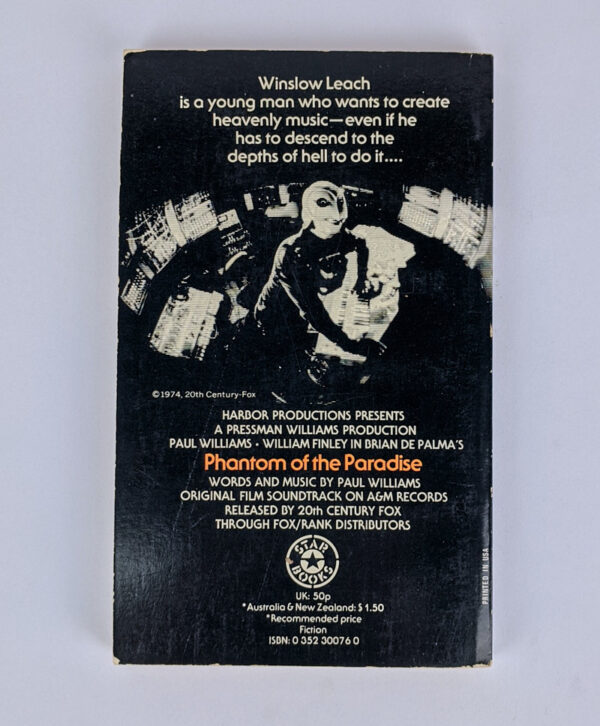 Winslow Leach
is a young man who wants to create
heavenly music—even if he
has to descend to the
depths of hell to do it....
©1974, 20th Century-Fox
HARBOR PRODUCTIONS PRESENTS
A PRESSMAN WILLIAMS PRODUCTION
PAUL WILLIAMS • WILLIAM FINLEY IN BRIAN DE PALMA'S
Phantom of the Paradise
WORDS AND MUSIC BY PAUL WILLIAMS
ORIGINAL FILM SOUNDTRACK ON A&M RECORDS
RELEASED BY 20th CENTURY FOX
THROUGH FOX/RANK DISTRIBUTORS
STAR
BOOKS
UK: 50p
*Australia & New Zealand: $ 1.50
*Recommended price
Fiction
ISBN: 0 352 30076 0
PRINTED IN USA